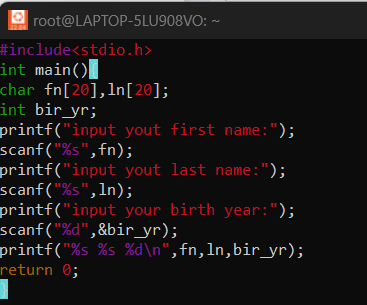 root@LAPTOP-5LU908VO: ~
#include<stdio.h>
int main(){
char fn[20],ln[20];
int bir_yr;
printf("input yout first name:");
scanf("%s",fn);
printf("input yout last name:");
scanf("%s",ln);
printf("input your birth year:");
scanf("%d",&bir_yr);
printf("%s %s %d\n",fn,ln,bir_yr);
return 0;
}